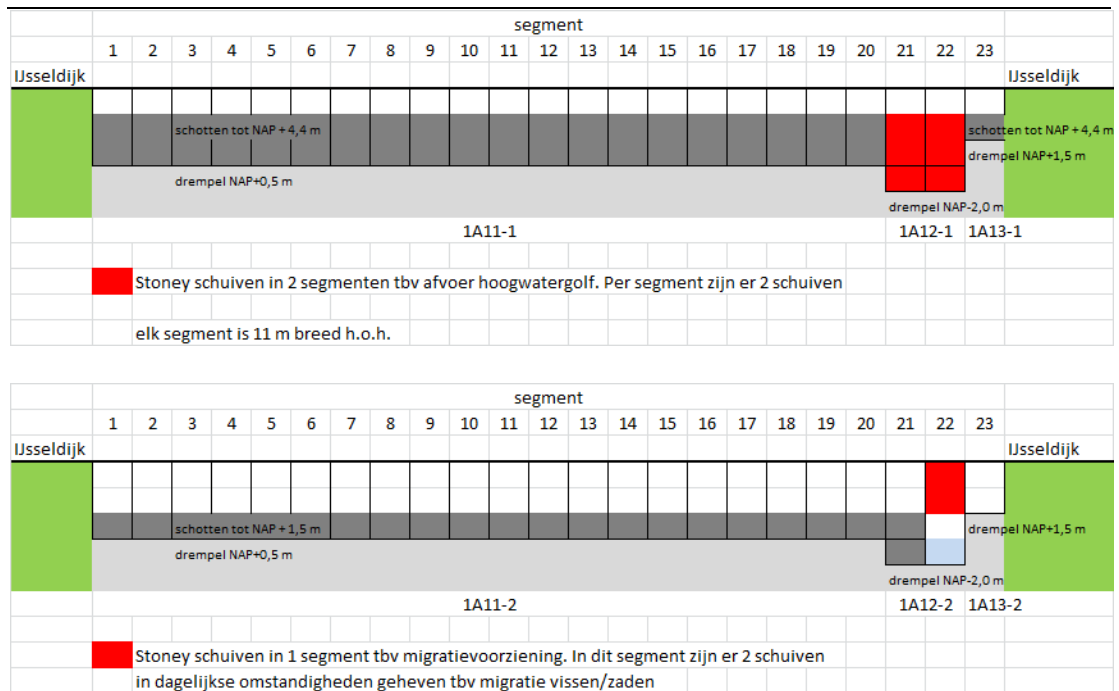 segment
1 2 3 4 5 6 7 8 9 10 11 12 13 14 15 16 17 18 19 20 21 22 23
IJsseldijk IJsseldijk
schotten tot NAP + 4,4 m schotten tot NAP + 4,4 m
drempel NAP+1,5 m
drempel NAP+0,5 m
drempel NAP-2,0 m
1A11-1 1A12-1 1A13-1
Stoney schuiven in 2 segmenten tbv afvoer hoogwatergolf. Per segment zijn er 2 schuiven
elk segment is 11 m breed h.o.h.
segment
1 2 3 4 5 6 7 8 9 10 11 12 13 14 15 16 17 18 19 20 21 22 23
IJsseldijk IJsseldijk
schotten tot NAP + 1,5 m drempel NAP+1,5 m
drempel NAP+0,5 m
drempel NAP-2,0 m
1A11-2 1A12-2 1A13-2
Stoney schuiven in 1 segment tbv migratievoorziening. In dit segment zijn er 2 schuiven
in dagelijkse omstandigheden geheven tbv migratie vissen/zaden